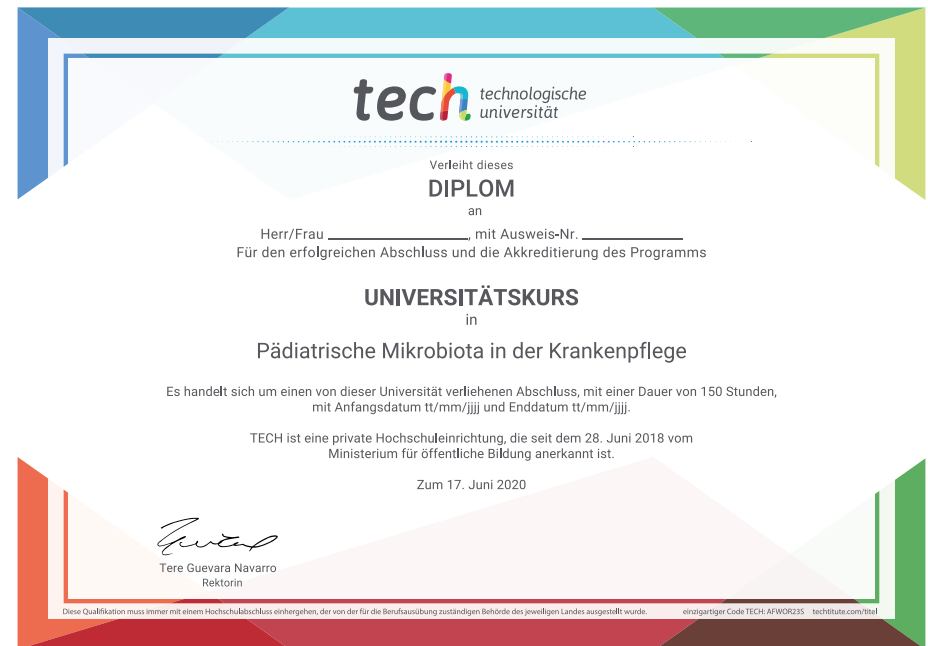 tech technologische
universität
Verleiht dieses
DIPLOM
an
Herr/Frau ____________________, mit Ausweis-Nr. ______________
Für den erfolgreichen Abschluss und die Akkreditierung des Programms
UNIVERSITÄTSKURS
in
Pädiatrische Mikrobiota in der Krankenpflege
Es handelt sich um einen von dieser Universität verliehenen Abschluss, mit einer Dauer von 150 Stunden,
mit Anfangsdatum tt/mm/jjjj und Enddatum tt/mm/jjjj.
TECH ist eine private Hochschuleinrichtung, die seit dem 28. Juni 2018 vom
Ministerium für öffentliche Bildung anerkannt ist.
Zum 17. Juni 2020
Tere Guevara Navarro
Rektorin
Diese Qualifikation muss immer mit einem Hochschulabschluss einhergehen, der von der für die Berufsausübung zuständigen Behörde des jeweiligen Landes ausgestellt wurde. einzigartiger Code TECH: AFWOR23S techtitute.com/titel